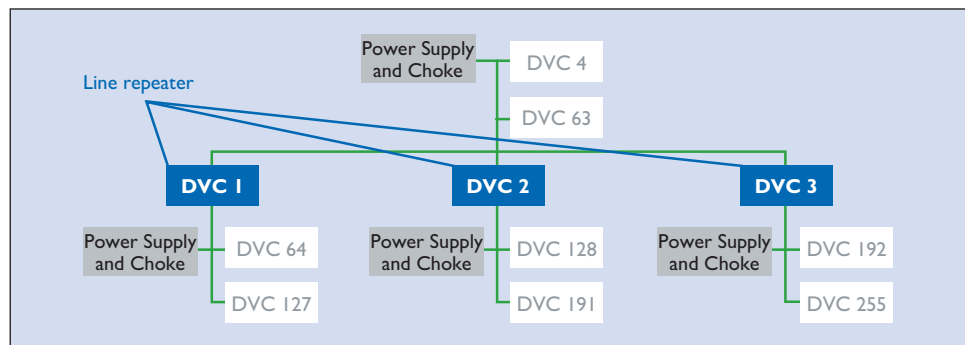 Power Supply
and Choke
DVC 4
Line repeater
DVC 63
DVC 1
DVC 2
DVC 3
Power Supply
and Choke
DVC 64
Power Supply
and Choke
DVC 128
Power Supply
and Choke
DVC 192
DVC 127
DVC 191
DVC 255